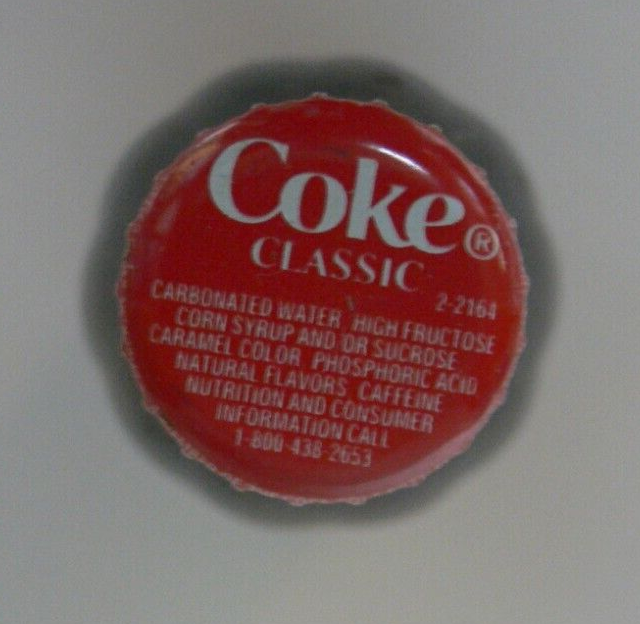 Coke®
CLASSIC
2-2164
CARBONATED WATER, HIGH FRUCTOSE
CORN SYRUP AND OR SUCROSE
CARAMEL COLOR PHOSPHORIC ACID
NATURAL FLAVORS CAFFEINE
NUTRITION AND CONSUMER
INFORMATION CALL
1-800-438-2653